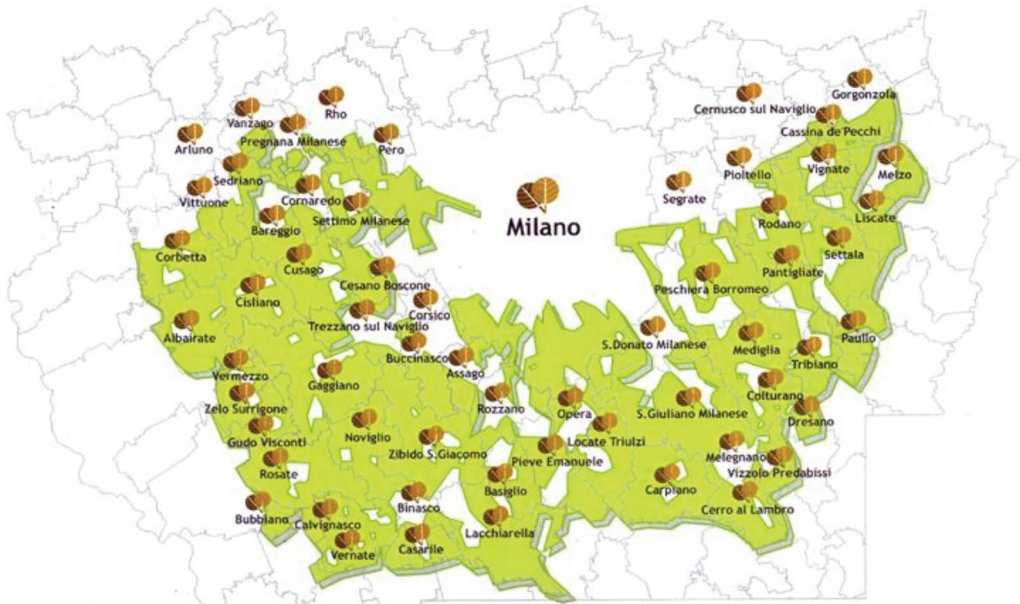 Gorgonzola
Rho
Cernusco sul Naviglio
Vanzago
Cassina de'Pecchi
Pregnana Milanese
Arluno
Pero
Vignate
Pioltello
Melzo
Sedriano
Segrate
Vittuone
Cornaredo
Settimo Milanese
Liscate
Rodano
Milano
Bareggio
Settala
Corbetta
Cusago
Pantigliate
Cesano Boscone
Peschiera Borromeo
Cisliano
Corsico
Trezzano sul Naviglio
Albairate
Paullo
S.Donato Milanese
Mediglia
Buccinasco
Tribiano
Assago
Vermezzo
Gaggiano
Colturano
Zelo Surrigone
Rozzano
Opera
S.Giuliano Milanese
Dresano
Gudo Visconti
Noviglio
Locate Triulzi
Zibido S.Giacomo
Melegnano
Pieve Emanuele
Vizzolo Predabissi
Rosate
Basiglio
Carpiano
Binasco
Cerro al Lambro
Bubbiano
Calvignasco
Lacchiarella
Casarile
Vernate